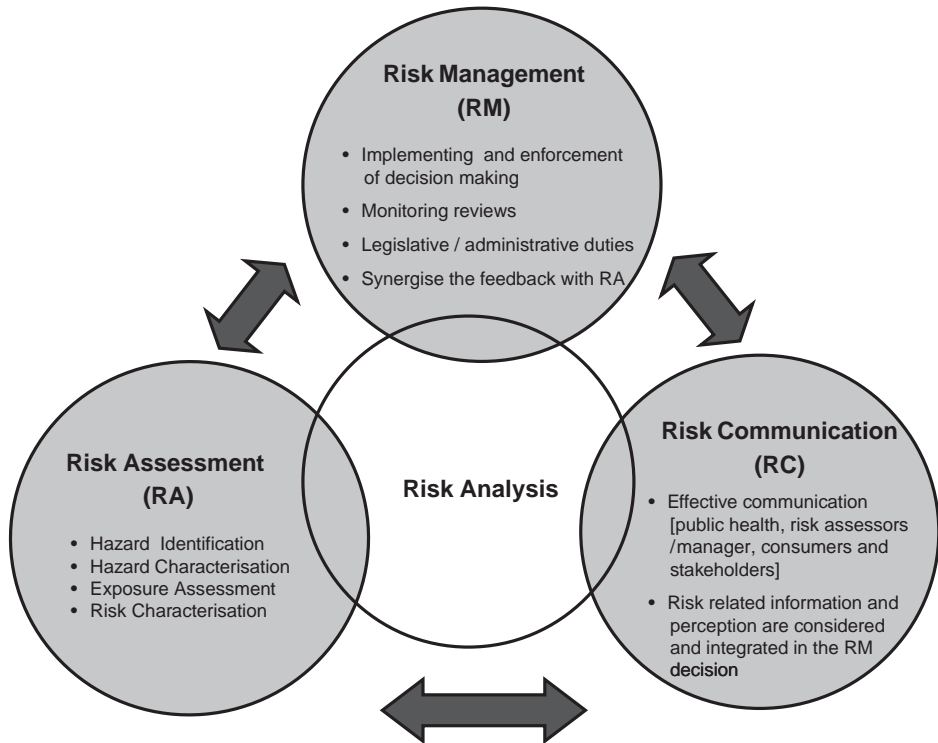 Risk Management
(RM)
• Implementing and enforcement
of decision making
• Monitoring reviews
• Legislative / administrative duties
• Synergise the feedback with RA
Risk Assessment
(RA)
• Hazard Identification
• Hazard Characterisation
• Exposure Assessment
• Risk Characterisation
Risk Analysis
Risk Communication
(RC)
• Effective communication
[public health, risk assessors
/manager, consumers and
stakeholders]
• Risk related information and
perception are considered
and integrated in the RM
decision